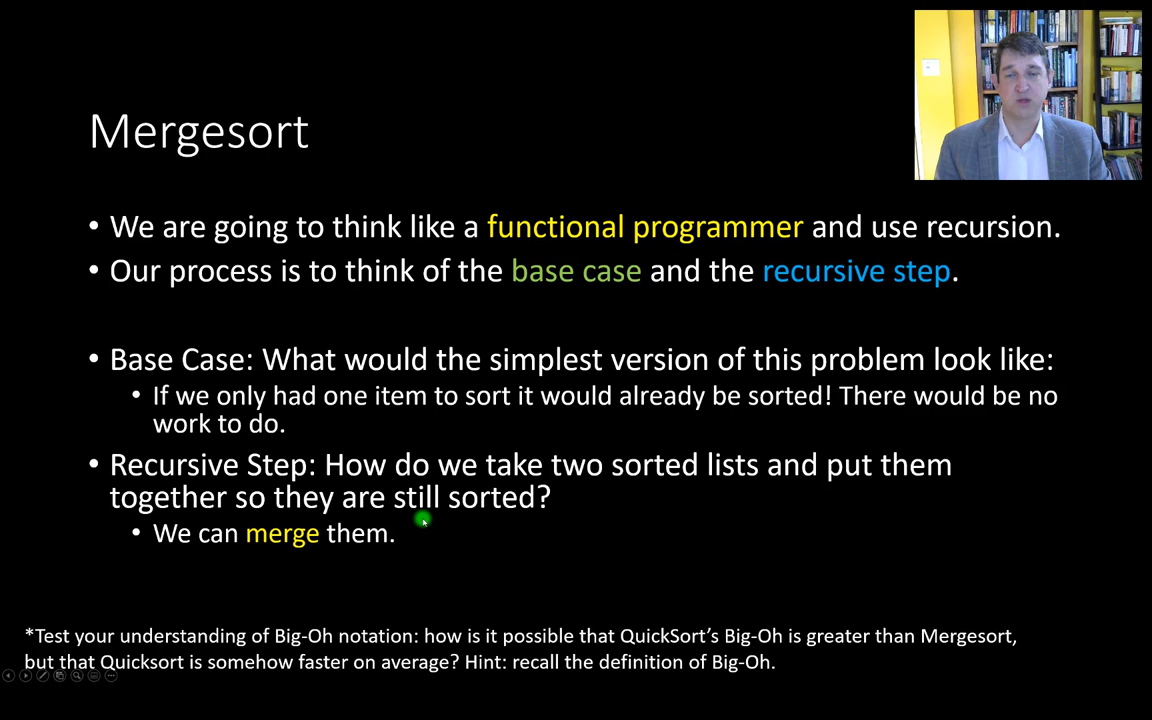 Mergesort
• We are going to think like a functional programmer and use recursion.
• Our process is to think of the base case and the recursive step.
• Base Case: What would the simplest version of this problem look like:
• If we only had one item to sort it would already be sorted! There would be no
work to do.
• Recursive Step: How do we take two sorted lists and put them
together so they are still sorted?
• We can merge them.
*Test your understanding of Big-Oh notation: how is it possible that QuickSort's Big-Oh is greater than Mergesort,
but that Quicksort is somehow faster on average? Hint: recall the definition of Big-Oh.